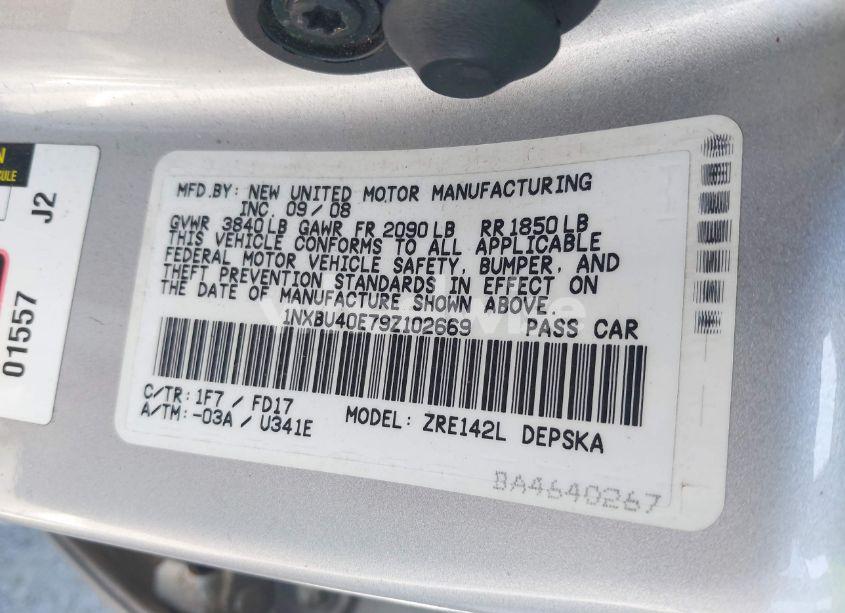 MFD.BY: NEW UNITED MOTOR MANUFACTURING
INC. 09/08
GVWR 3840LB GAWR FR 2090LB RR 1850LB
THIS VEHICLE CONFORMS TO ALL APPLICABLE
FEDERAL MOTOR VEHICLE SAFETY, BUMPER, AND
THEFT PREVENTION STANDARDS IN EFFECT ON
THE DATE OF MANUFACTURE SHOWN ABOVE.
1NXBU40E79Z102669 PASS CAR
C/TR: 1F7 / FD17
A/TM: -03A / U341E
MODEL: ZRE142L DEPSKA
BA4640267
J2
01557